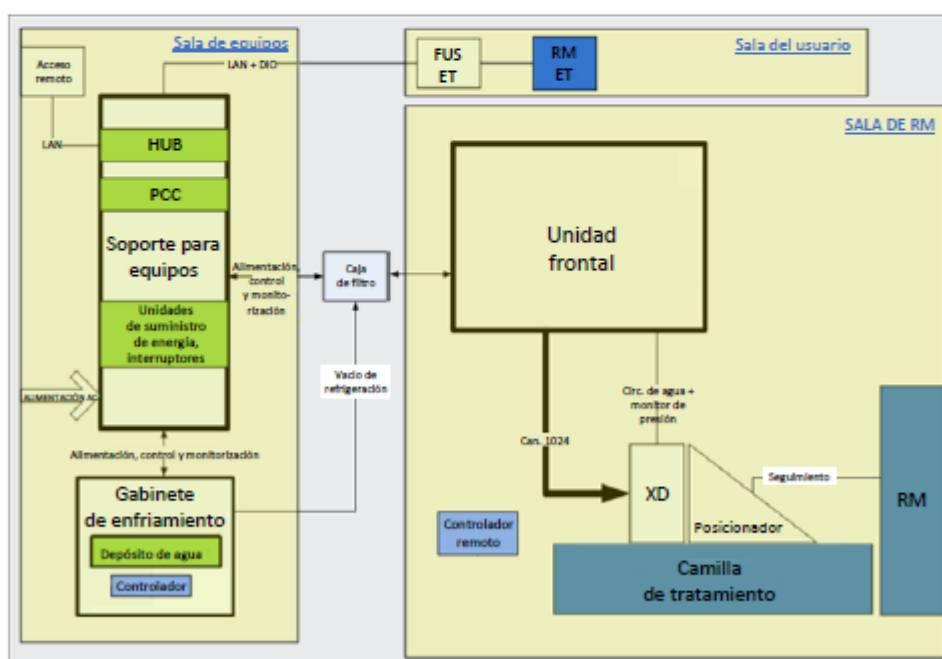 Sala de equipos
Acceso
remoto
LAN + DIO
LAN
HUB
PCC
Soporte para
equipos
Unidades
de suministro
de energía,
interruptores
ALIMENTACIÓN AC
Alimentación,
control
y monito-
rización
Alimentación, control y monitorización
Gabinete
de enfriamiento
Depósito de agua
Controlador
Caja
de filtro
Vacío de
refrigeración
Sala del usuario
FUS
ET
RM
ET
SALA DE RM
Unidad
frontal
Circ. de agua +
monitor de
presión
Can. 1024
XD
Posicionador
Seguimiento
RM
Controlador
remoto
Camilla
de tratamiento